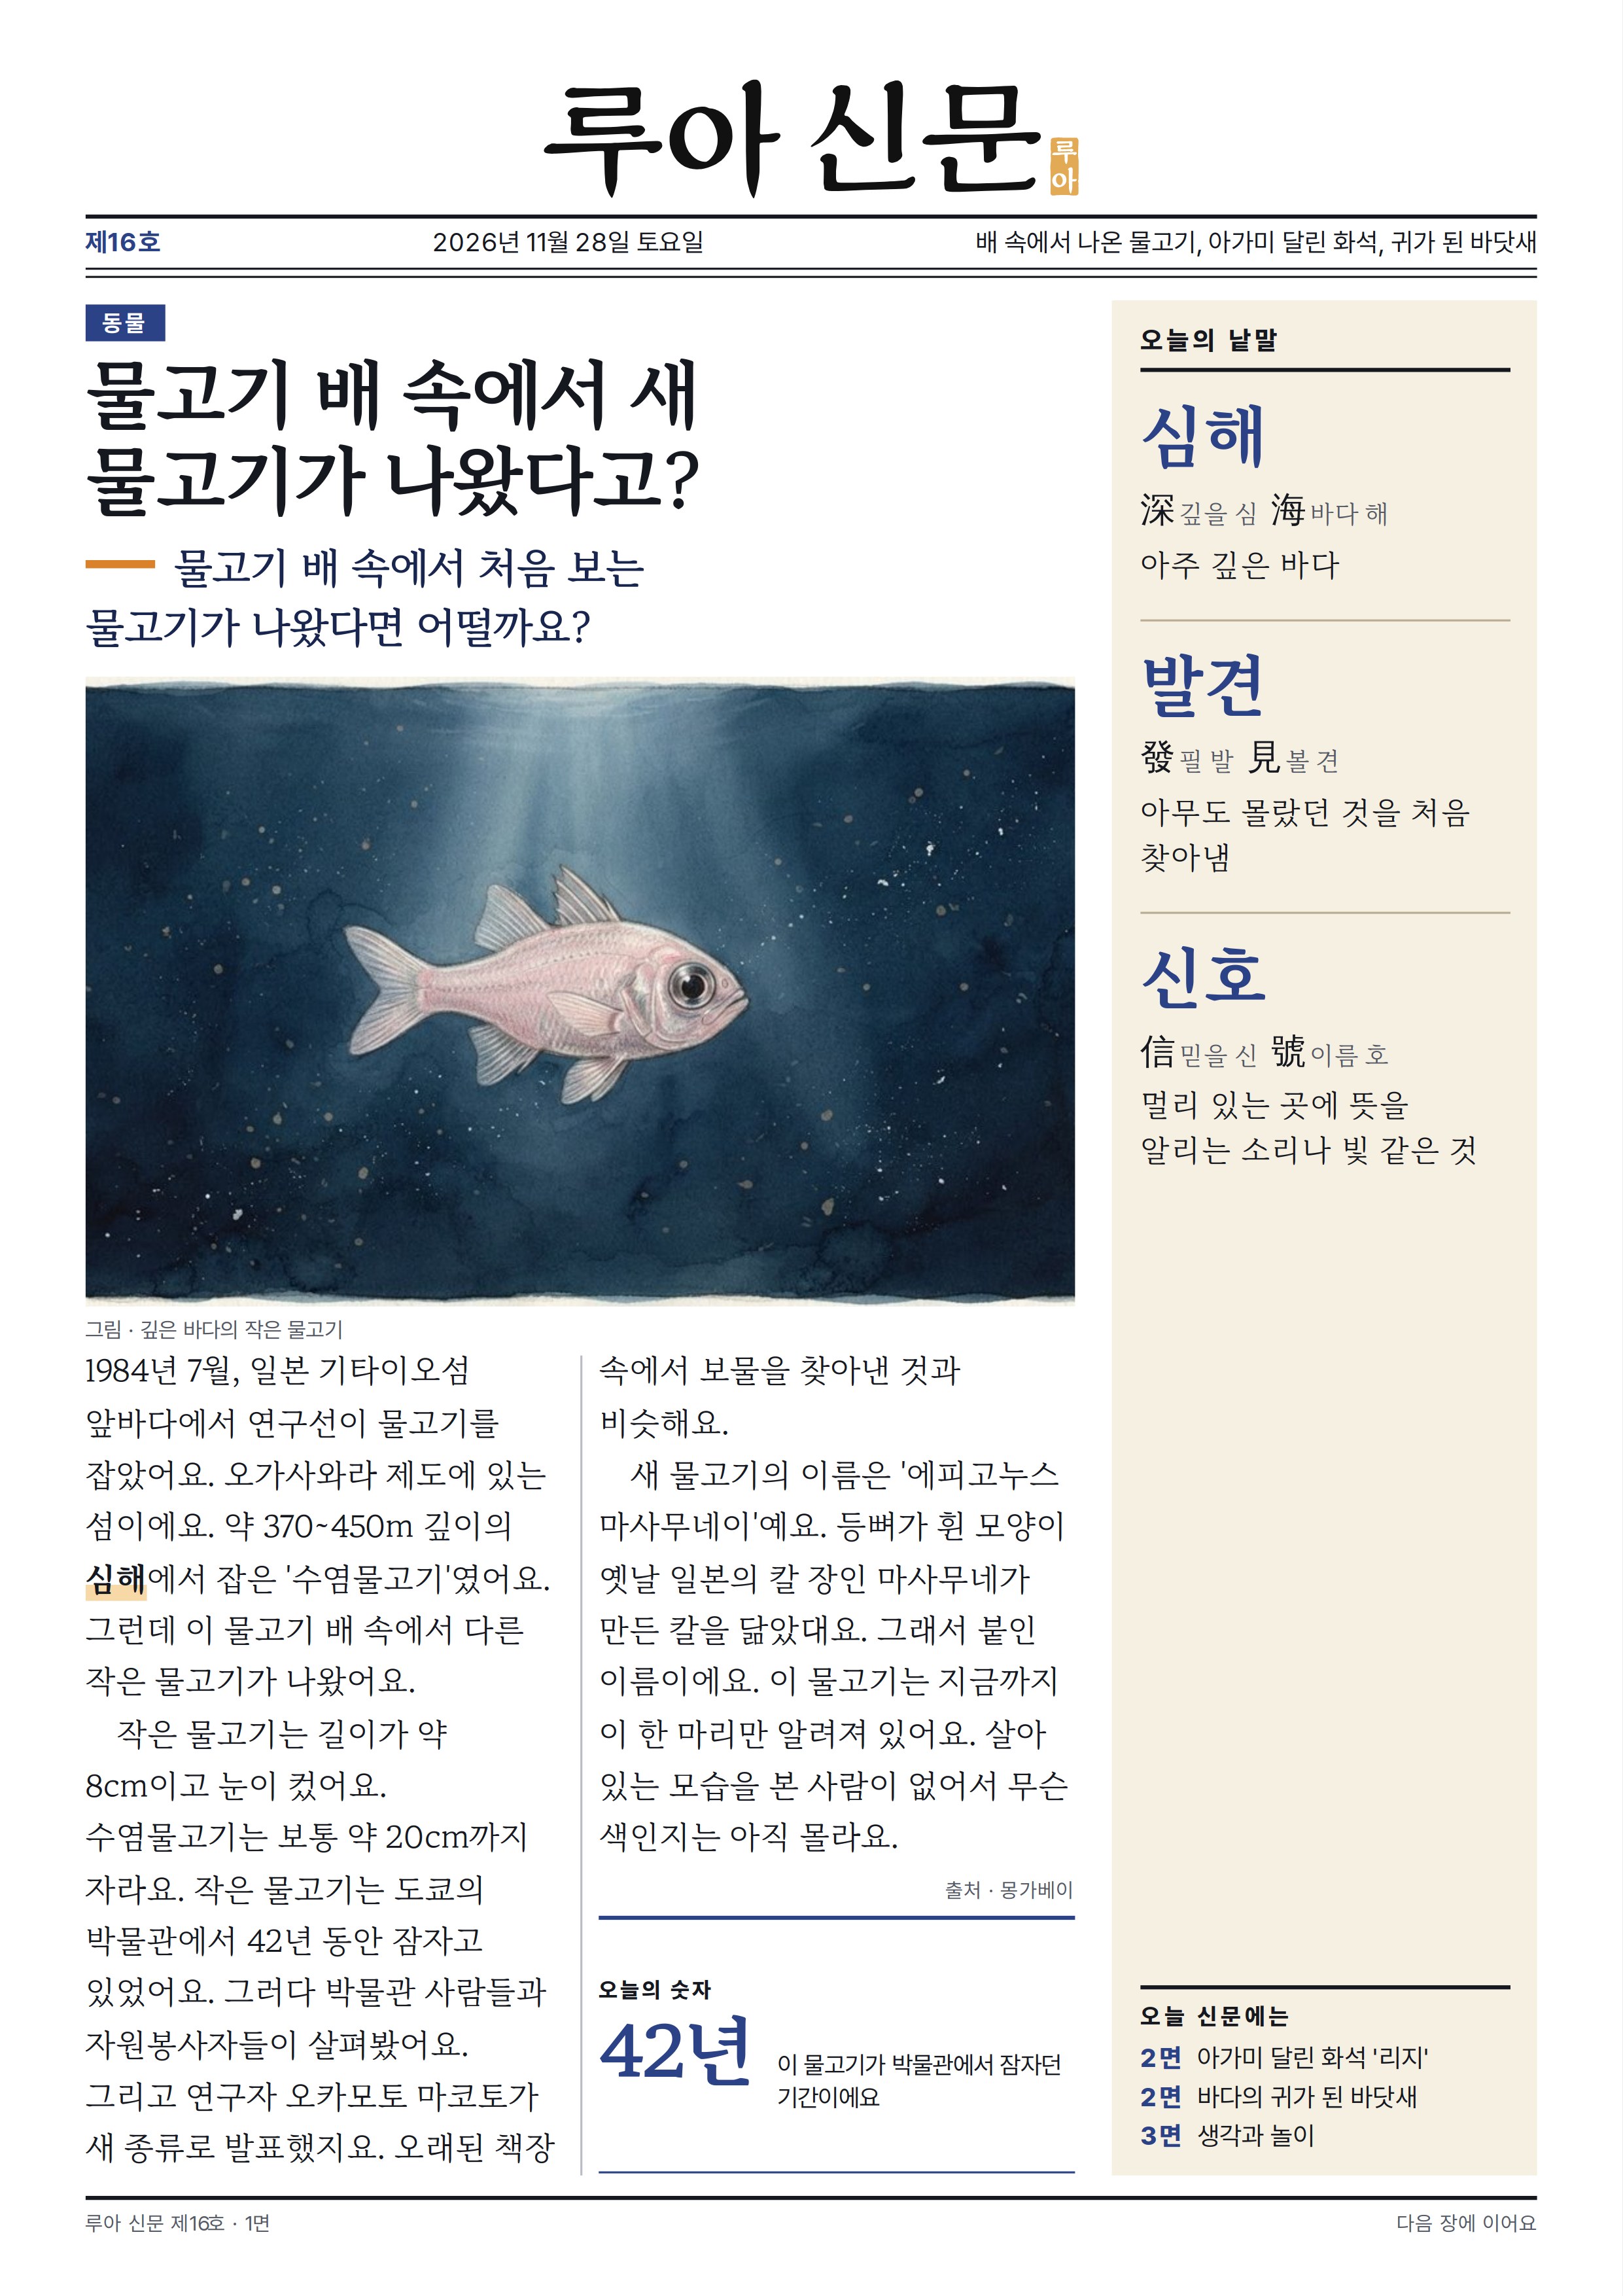 루아 신문
루아
제16호
2026년 11월 28일 토요일
배 속에서 나온 물고기, 아가미 달린 화석, 귀가 된 바닷새
동물
물고기 배 속에서 새
물고기가 나왔다고?
물고기 배 속에서 처음 보는
물고기가 나왔다면 어떨까요?
그림 · 깊은 바다의 작은 물고기
1984년 7월, 일본 기타이오섬
앞바다에서 연구선이 물고기를
잡았어요. 오가사와라 제도에 있는
섬이에요. 약 370~450m 깊이의
심해에서 잡은 '수염물고기'였어요.
그런데 이 물고기 배 속에서 다른
작은 물고기가 나왔어요.
작은 물고기는 길이가 약
8cm이고 눈이 컸어요.
수염물고기는 보통 약 20cm까지
자라요. 작은 물고기는 도쿄의
박물관에서 42년 동안 잠자고
있었어요. 그러다 박물관 사람들과
자원봉사자들이 살펴봤어요.
그리고 연구자 오카모토 마코토가
새 종류로 발표했지요. 오래된 책장
속에서 보물을 찾아낸 것과
비슷해요.
새 물고기의 이름은 '에피고누스
마사무네이'예요. 등뼈가 휜 모양이
옛날 일본의 칼 장인 마사무네가
만든 칼을 닮았대요. 그래서 붙인
이름이에요. 이 물고기는 지금까지
이 한 마리만 알려져 있어요. 살아
있는 모습을 본 사람이 없어서 무슨
색인지는 아직 몰라요.
출처 · 몽가베이
오늘의 숫자
42년
이 물고기가 박물관에서 잠자던
기간이에요
오늘의 낱말
심해
深 깊을 심 海 바다 해
아주 깊은 바다
발견
發 필 발 見 볼 견
아무도 몰랐던 것을 처음
찾아냄
신호
信 믿을 신 號 이름 호
멀리 있는 곳에 뜻을
알리는 소리나 빛 같은 것
오늘 신문에는
2면 아가미 달린 화석 '리지'
2면 바다의 귀가 된 바닷새
3면 생각과 놀이
루아 신문 제16호 · 1면
다음 장에 이어요